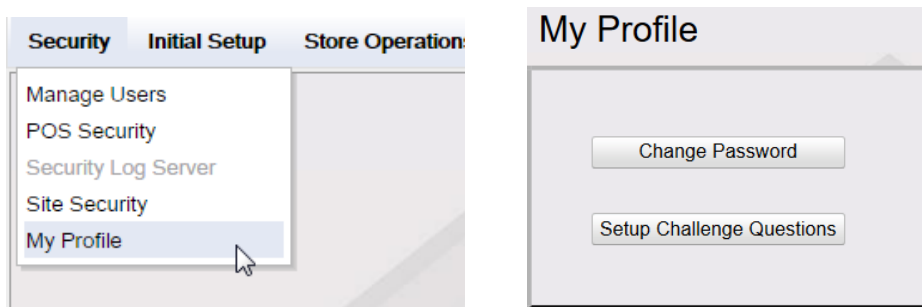 Security Initial Setup Store Operation
Manage Users
POS Security
Security Log Server
Site Security
My Profile
My Profile
Change Password
Setup Challenge Questions